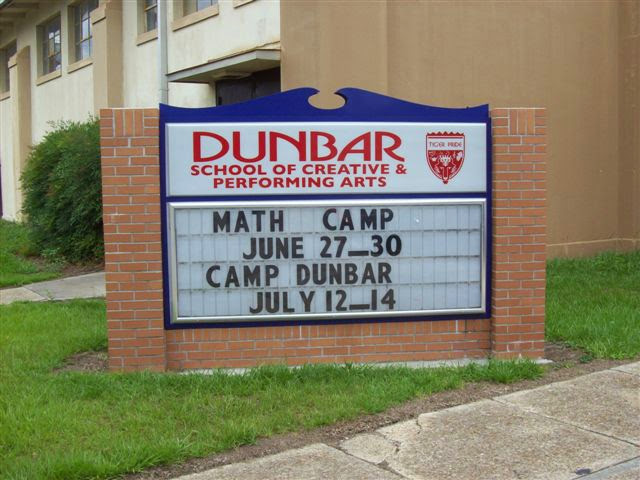 DUNBAR
SCHOOL OF CREATIVE &
PERFORMING ARTS
TIGER PRIDE
MATH CAMP
JUNE 27-30
CAMP DUNBAR
JULY 12-14